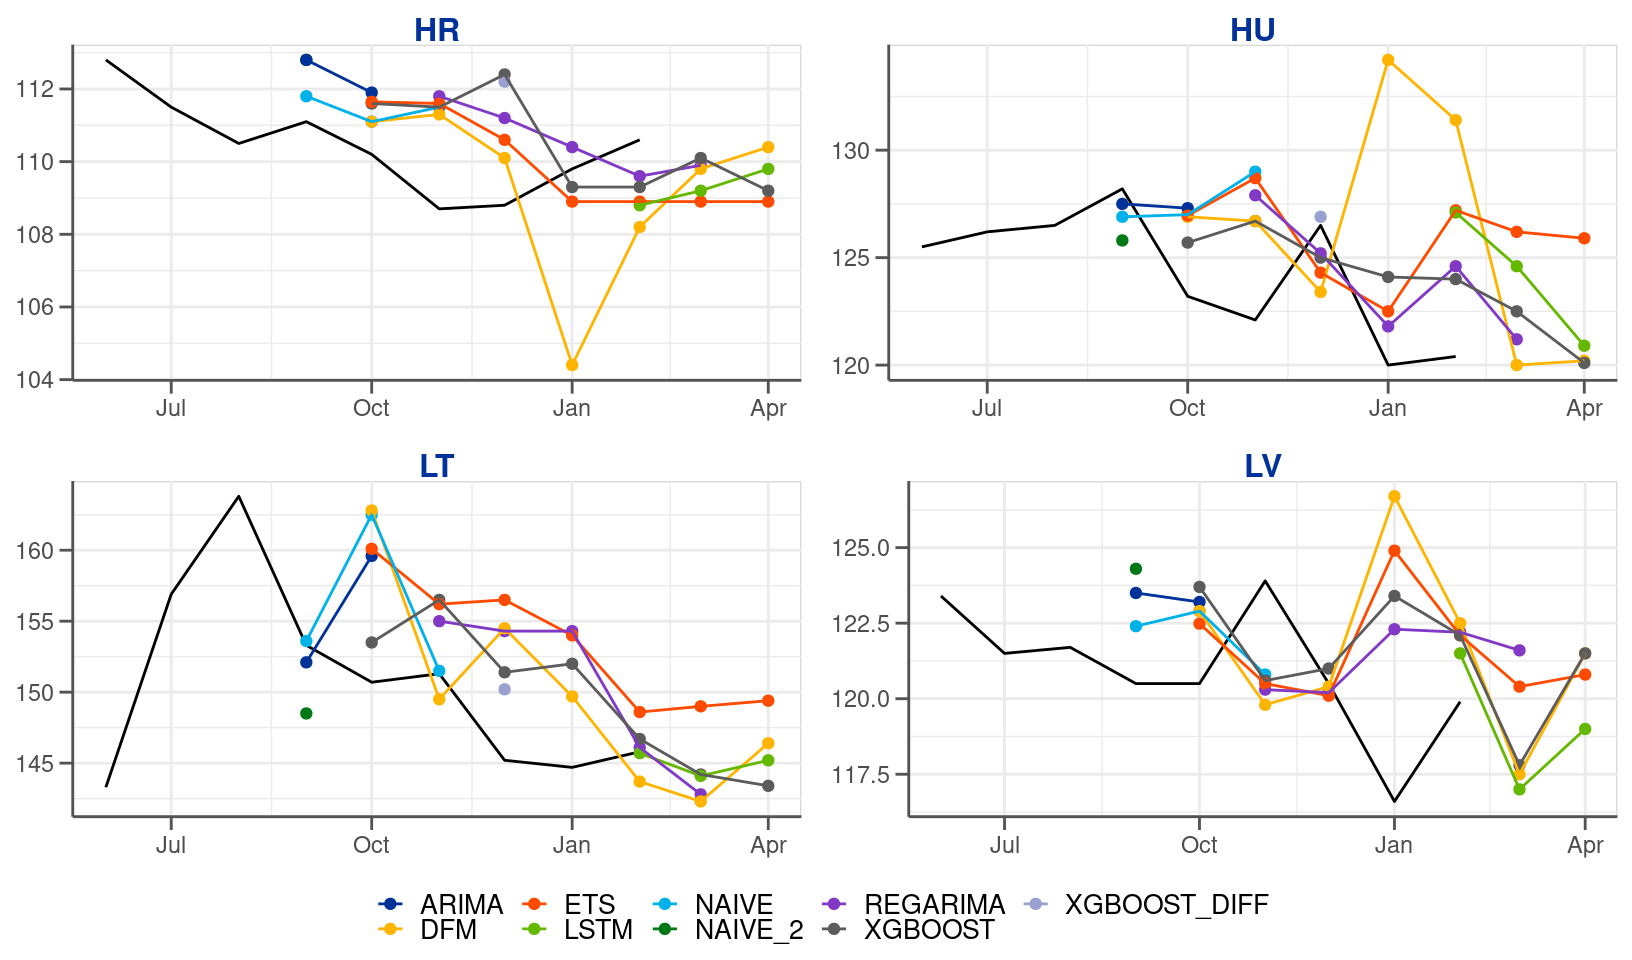 HR
HU
112
110
108
106
104
130
125
120
Jul Oct Jan Apr
Jul Oct Jan Apr
LT
LV
160
155
150
145
125.0
122.5
120.0
117.5
Jul Oct Jan Apr
Jul Oct Jan Apr
ARIMA ETS NAIVE REGARIMA XGBOOST_DIFF
DFM LSTM NAIVE_2 XGBOOST